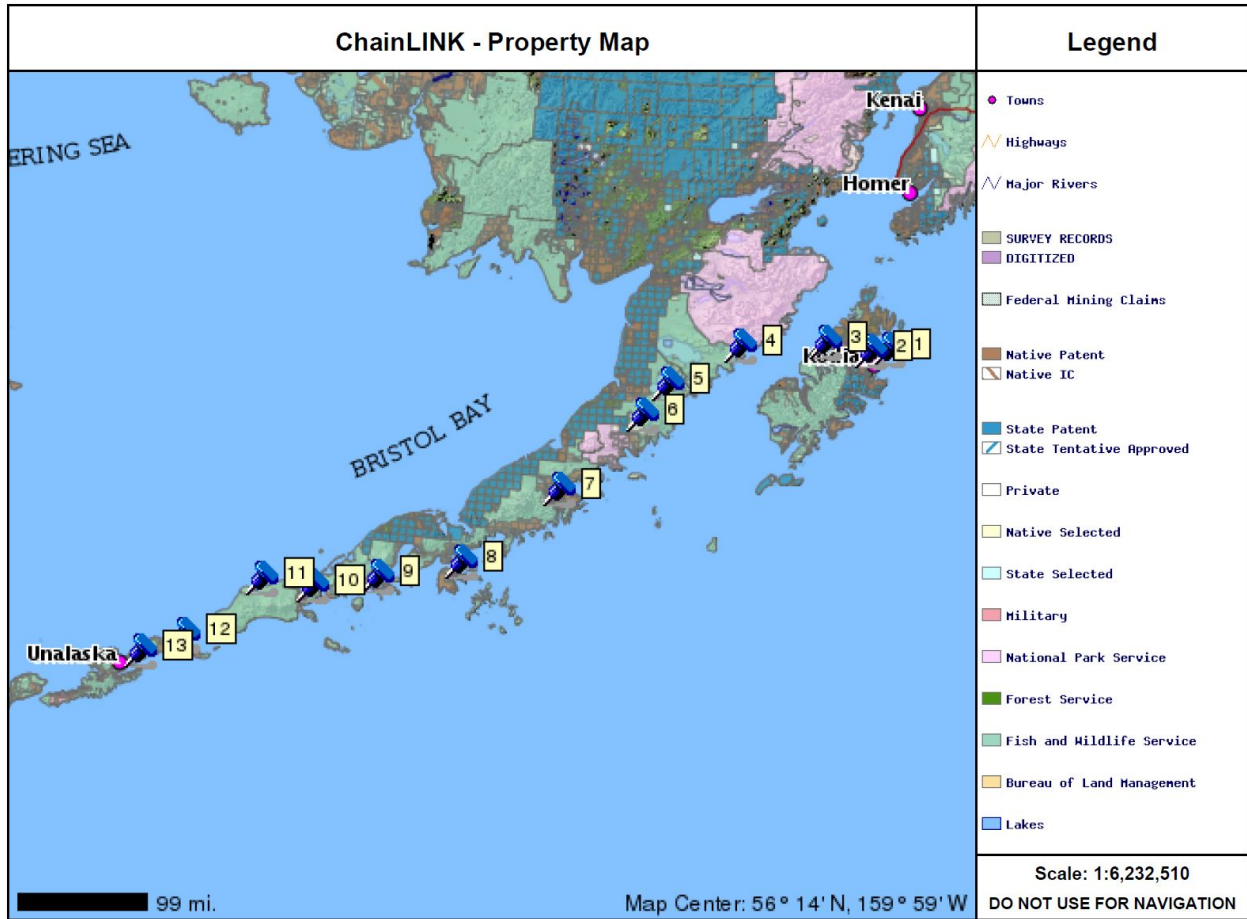 ChainLINK - Property Map
Legend
ERING SEA
Kenai
Homer
BRISTOL BAY
Unalaska
1
2
3
4
5
6
7
8
9
10
11
12
13
99 mi.
Map Center: 56° 14' N, 159° 59' W
Towns
Highways
Major Rivers
SURVEY RECORDS
DIGITIZED
Federal Mining Claims
Native Patent
Native IC
State Patent
State Tentative Approved
Private
Native Selected
State Selected
Military
National Park Service
Forest Service
Fish and Wildlife Service
Bureau of Land Management
Lakes
Scale: 1:6,232,510
DO NOT USE FOR NAVIGATION